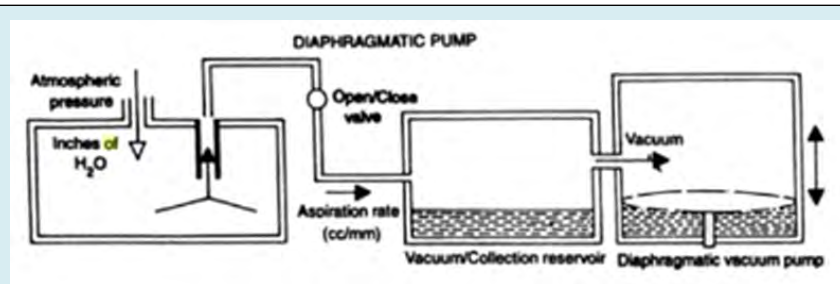 DIAPHRAGMATIC PUMP
Atmospheric
pressure
Open/Close
valve
Inches of
H₂O
Vacuum
Aspiration rate
(cc/mm)
Vacuum/Collection reservoir
Diaphragmatic vacuum pump